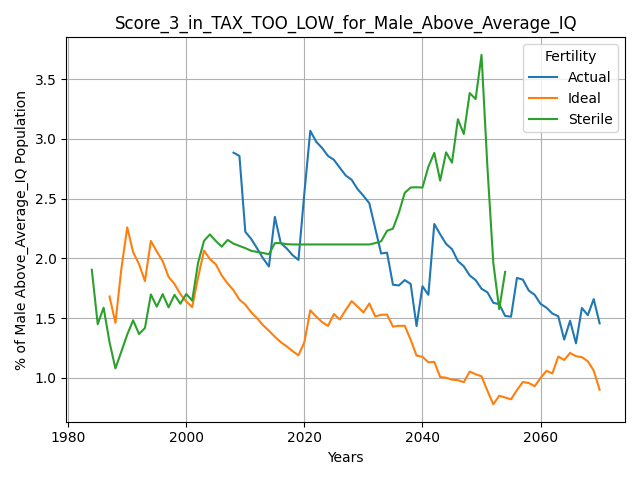 Score_3_in_TAX_TOO_LOW_for_Male_Above_Average_IQ
Fertility
Actual
Ideal
Sterile
% of Male Above_Average_IQ Population
3.5
3.0
2.5
2.0
1.5
1.0
1980
2000
2020
2040
2060
Years